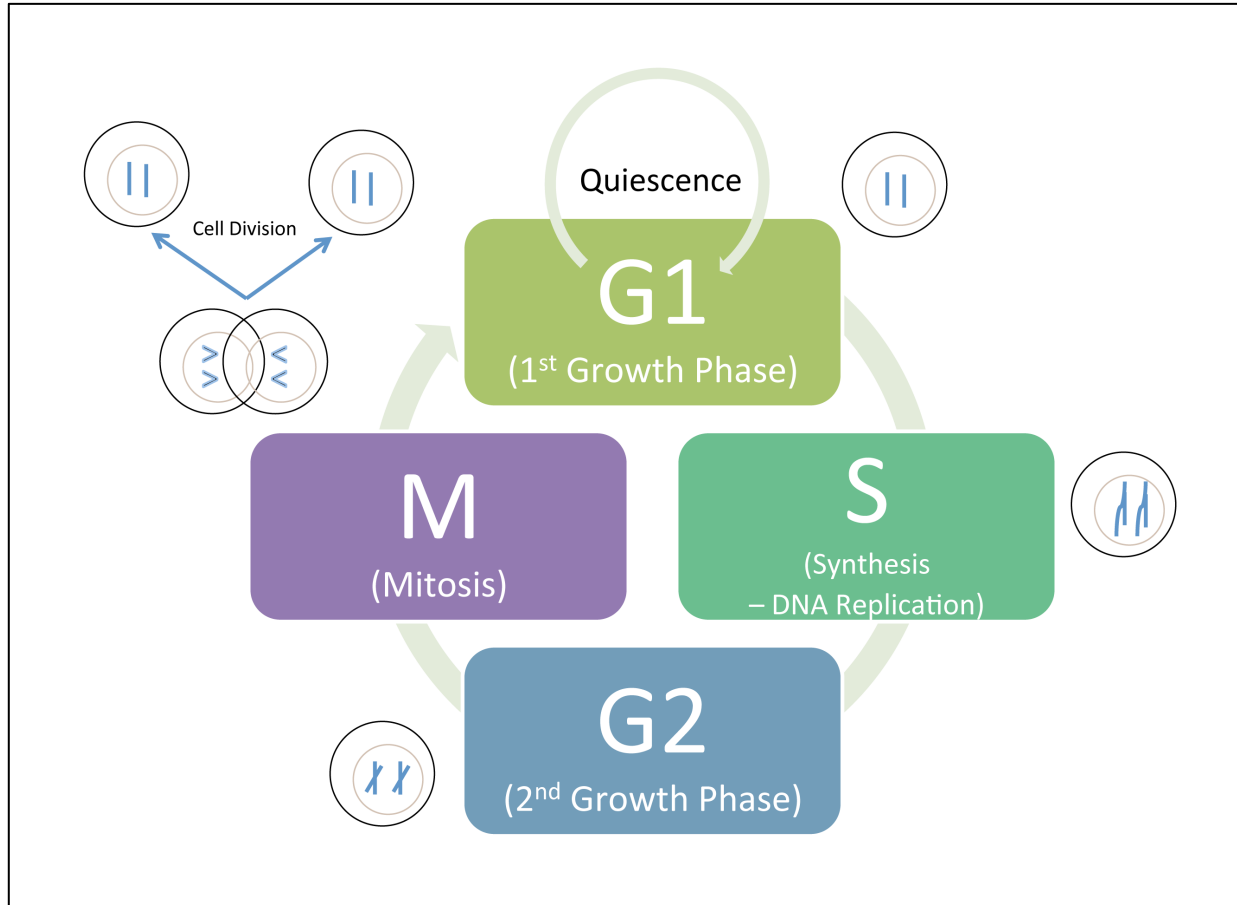 Quiescence
Cell Division
G1
(1st Growth Phase)
M
(Mitosis)
S
(Synthesis
– DNA Replication)
G2
(2nd Growth Phase)